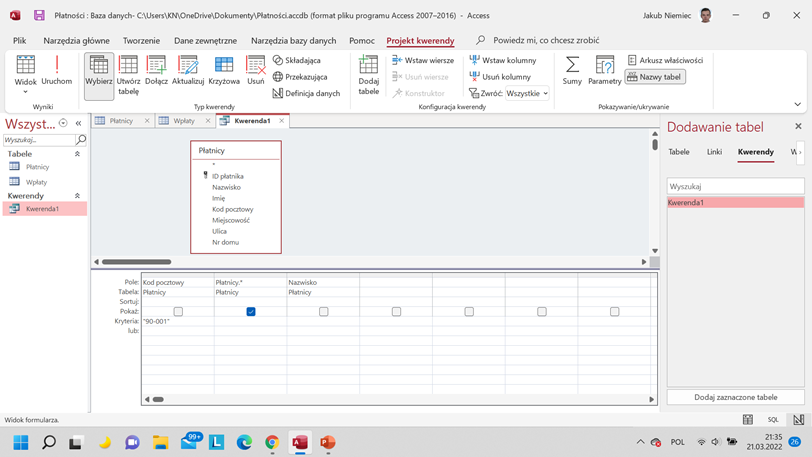 Płatności : Baza danych- C:\Users\KN\OneDrive\Dokumenty\Płatności.accdb (format pliku programu Access 2007–2016) - Access
Jakub Niemiec
Plik Narzędzia główne Tworzenie Dane zewnętrzne Narzędzia bazy danych Pomoc Projekt kwerendy Powiedz mi, co chcesz zrobić
Widok
Uruchom
Wyniki
Wybierz
Utwórz tabelę
Dołącz
Aktualizuj
Krzyżowa
Usuń
Składająca
Przekazująca
Definicja danych
Typ kwerendy
Dodaj tabele
Wstaw wiersze
Usuń wiersze
Konstruktor
Wstaw kolumny
Usuń kolumny
Zwróć: Wszystkie
Konfiguracja kwerendy
Sumy
Parametry
Arkusz właściwości
Nazwy tabel
Pokazywanie/ukrywanie
Wszyst...
Wyszukaj...
Tabele
Płatnicy
Wpłaty
Kwerendy
Kwerenda1
Płatnicy
Wpłaty
Kwerenda1
Płatnicy
*
ID płatnika
Nazwisko
Imię
Kod pocztowy
Miejscowość
Ulica
Nr domu
Pole: Kod pocztowy Płatnicy.* Nazwisko
Tabela: Płatnicy Płatnicy Płatnicy
Sortuj:
Pokaż:
Kryteria: "90-001"
lub:
Dodawanie tabel
Tabele Linki Kwerendy W
Wyszukaj
Kwerenda1
Dodaj zaznaczone tabele
Widok formularza.
SQL
99+
POL
21:35
21.03.2022
26